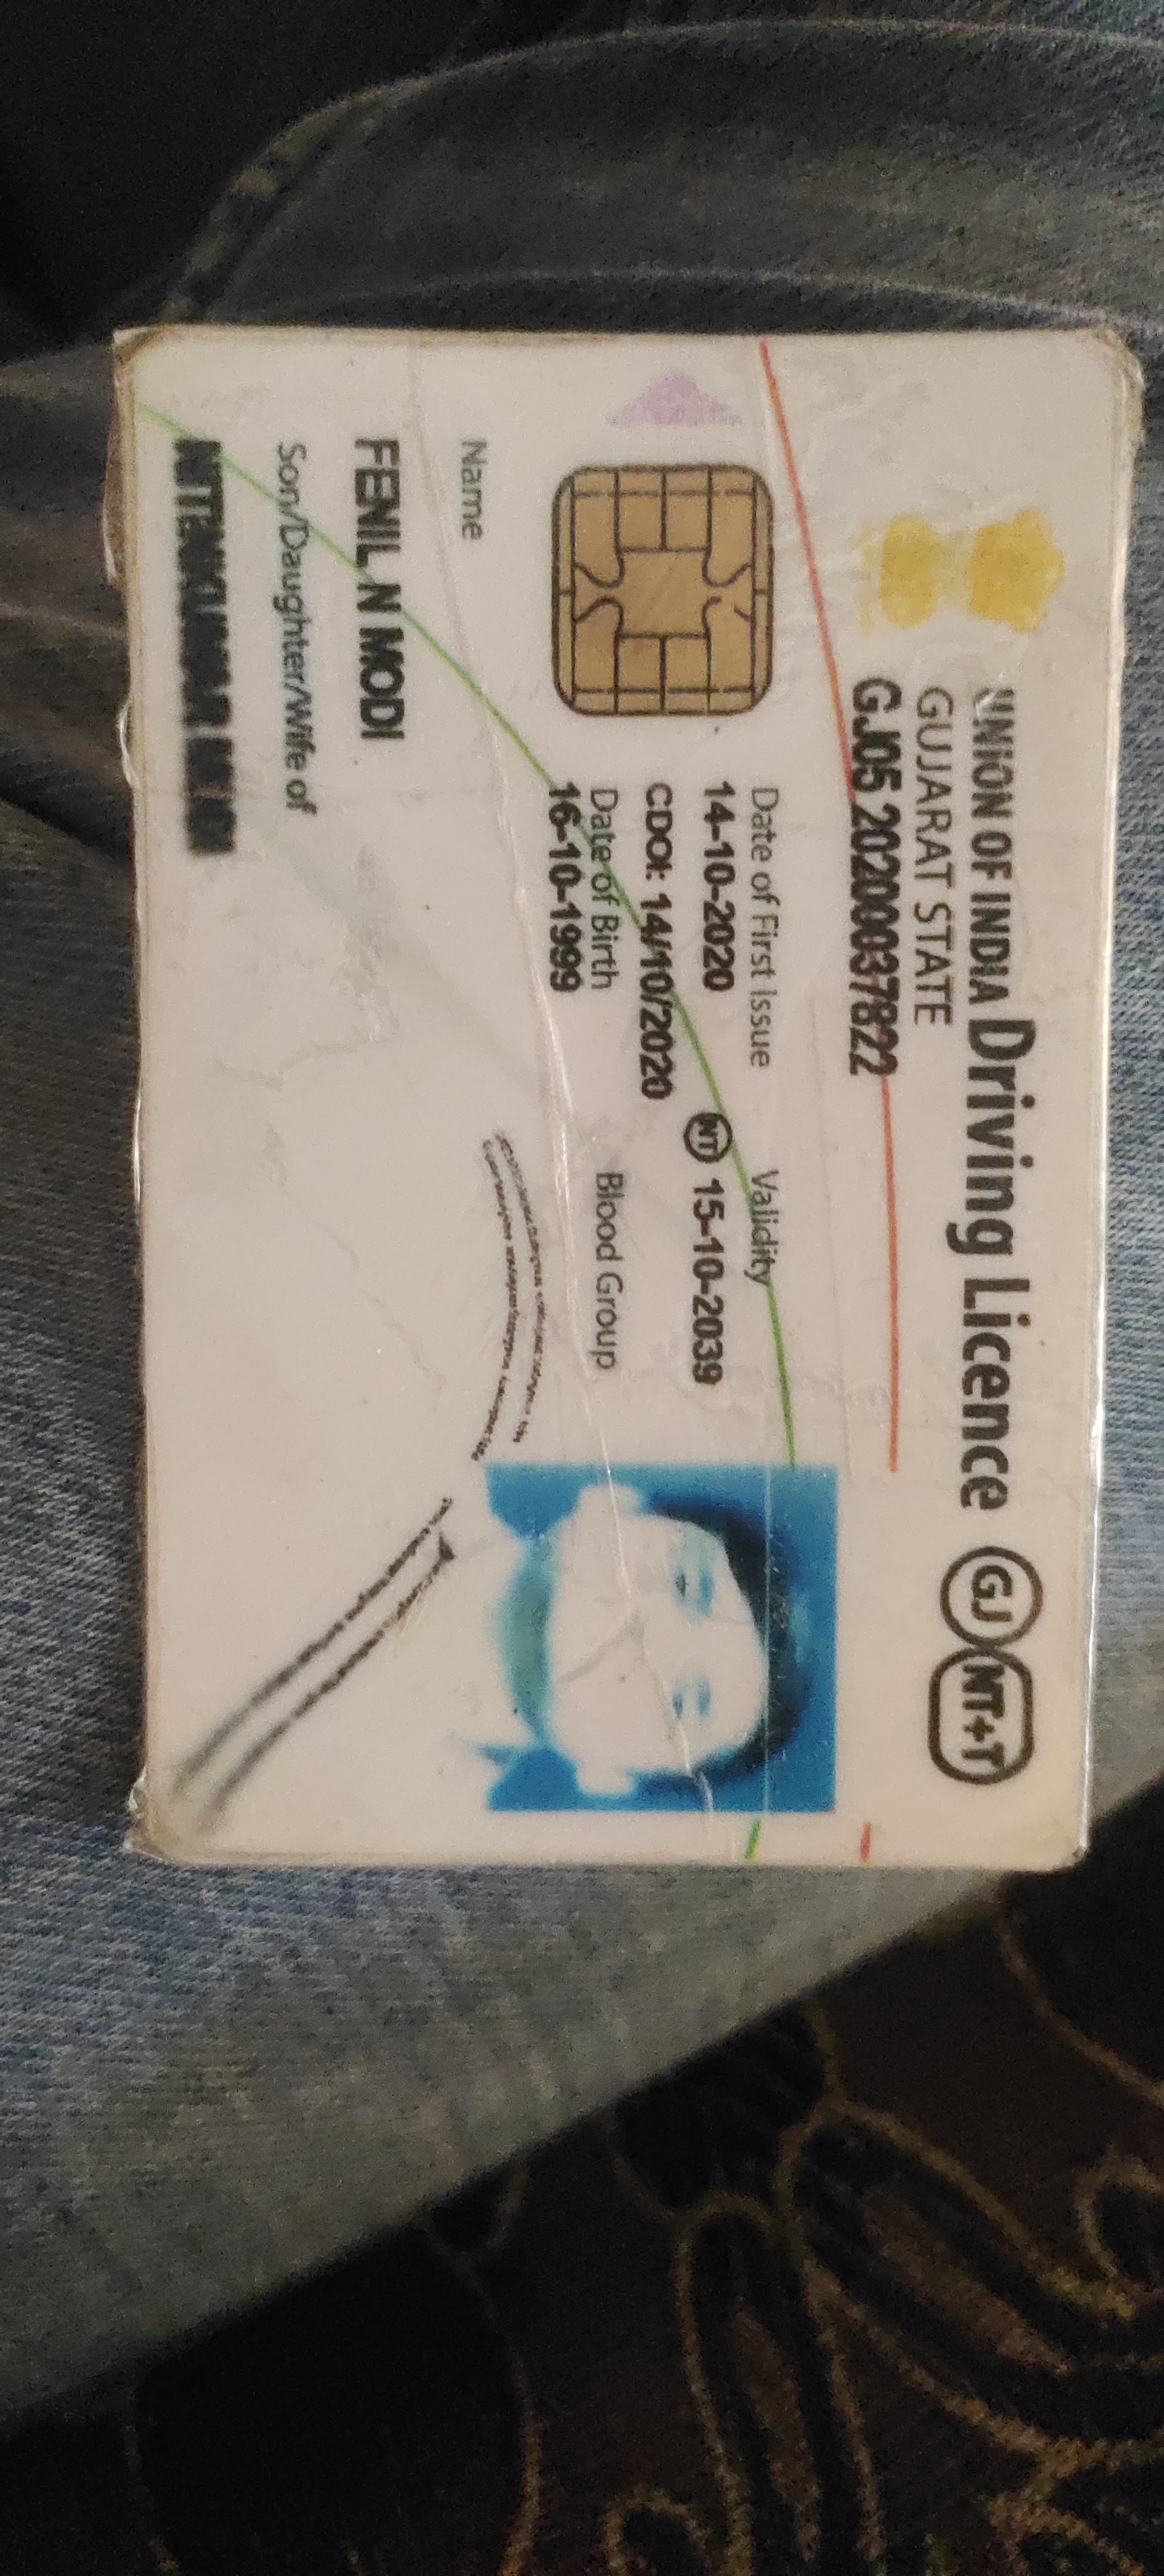 UNION OF INDIA Driving Licence GJ NT+T
GUJARAT STATE
GJ05 20200037822
Date of First Issue Validity
14-10-2020 NT 15-10-2039
CDOI: 14/10/2020
Date of Birth Blood Group
16-10-1999
Name
FENIL N MODI
Son/Daughter/Wife of